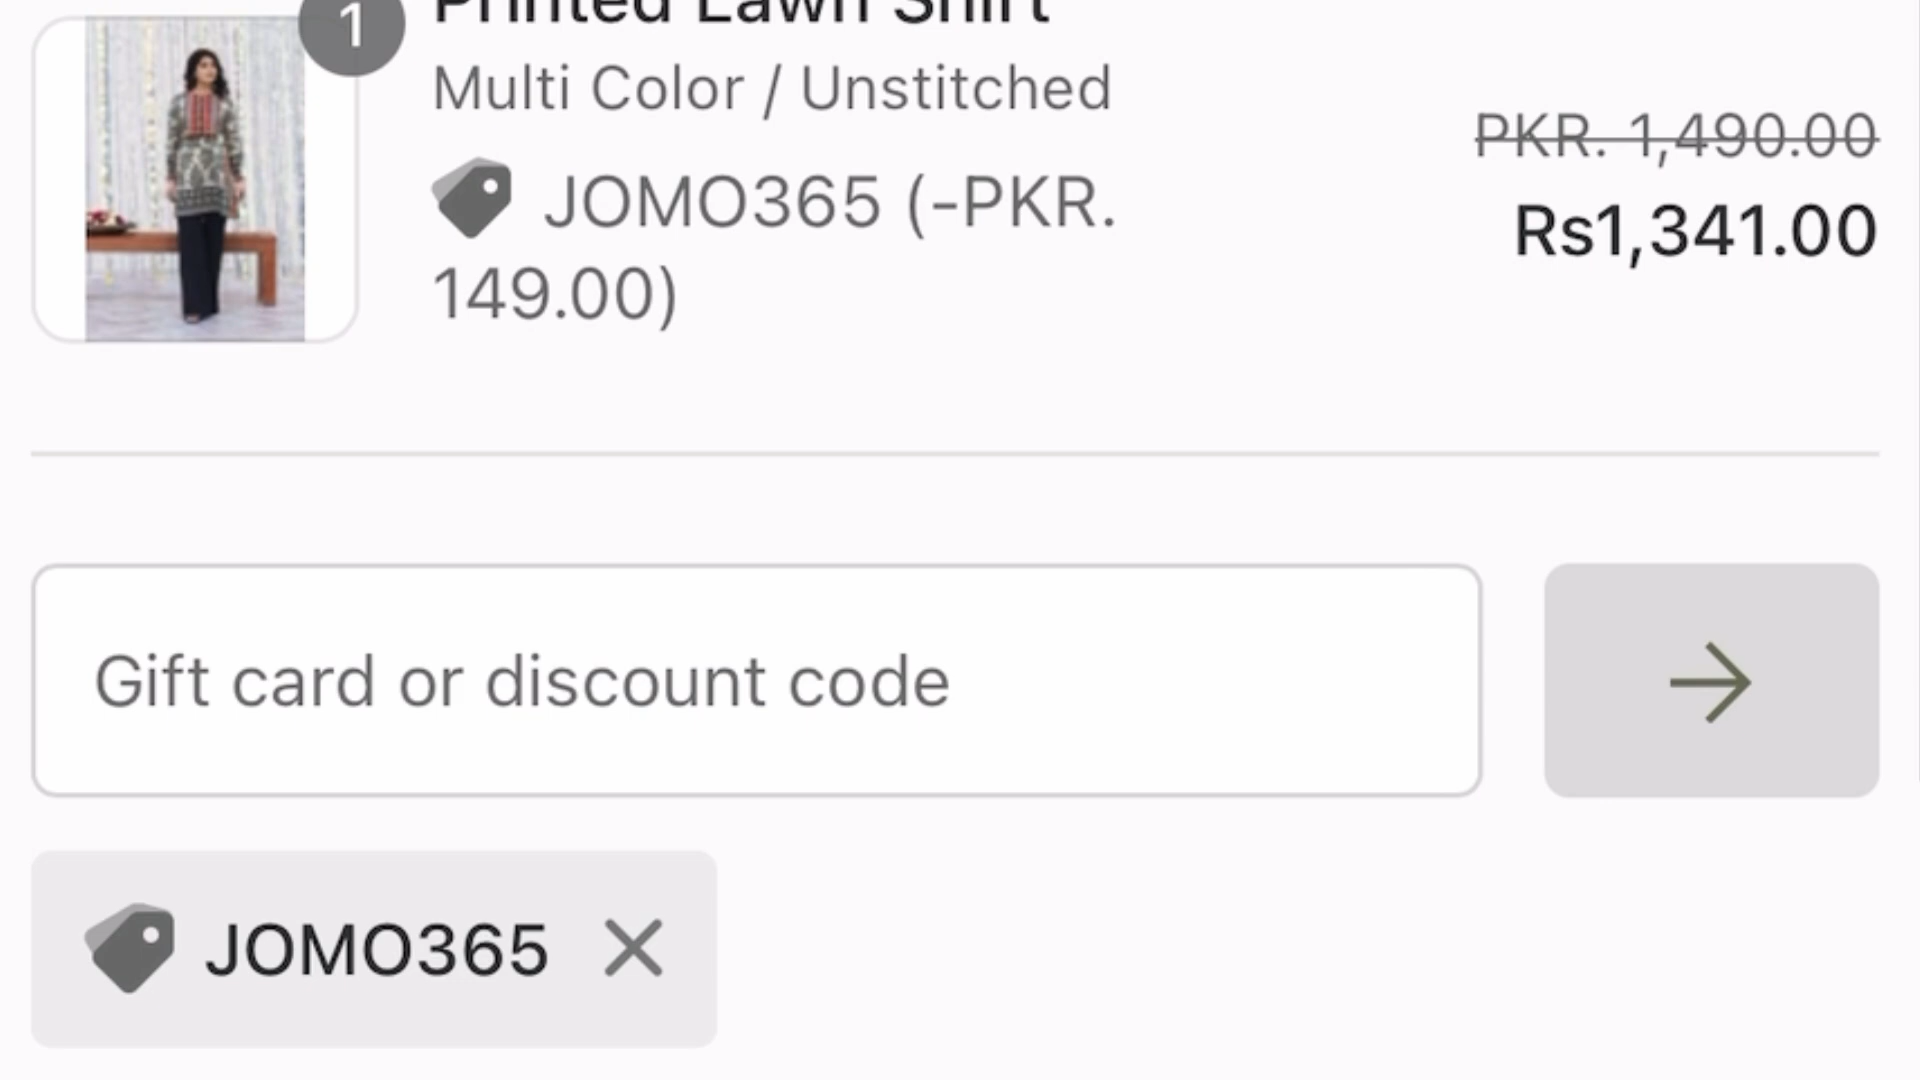 1
Printed Lawn Shirt
Multi Color / Unstitched
PKR. 1,490.00
JOMO365 (-PKR.
Rs1,341.00
149.00)
Gift card or discount code
JOMO365